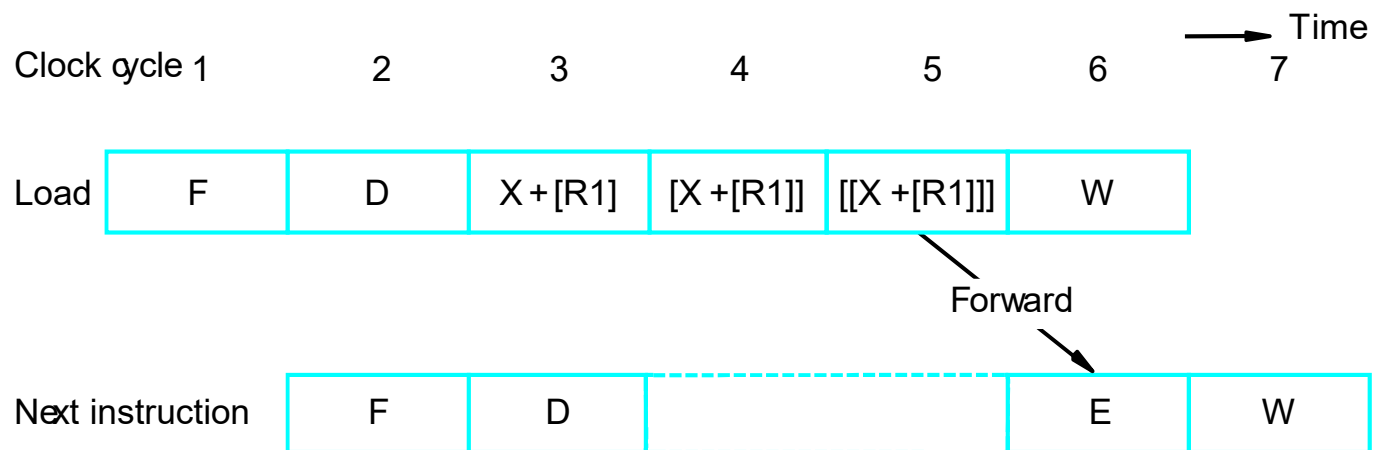 Time
Clock cycle 1 2 3 4 5 6 7
Load F D X + [R1] [X +[R1]] [[X +[R1]]] W
Forward
Next instruction F D E W